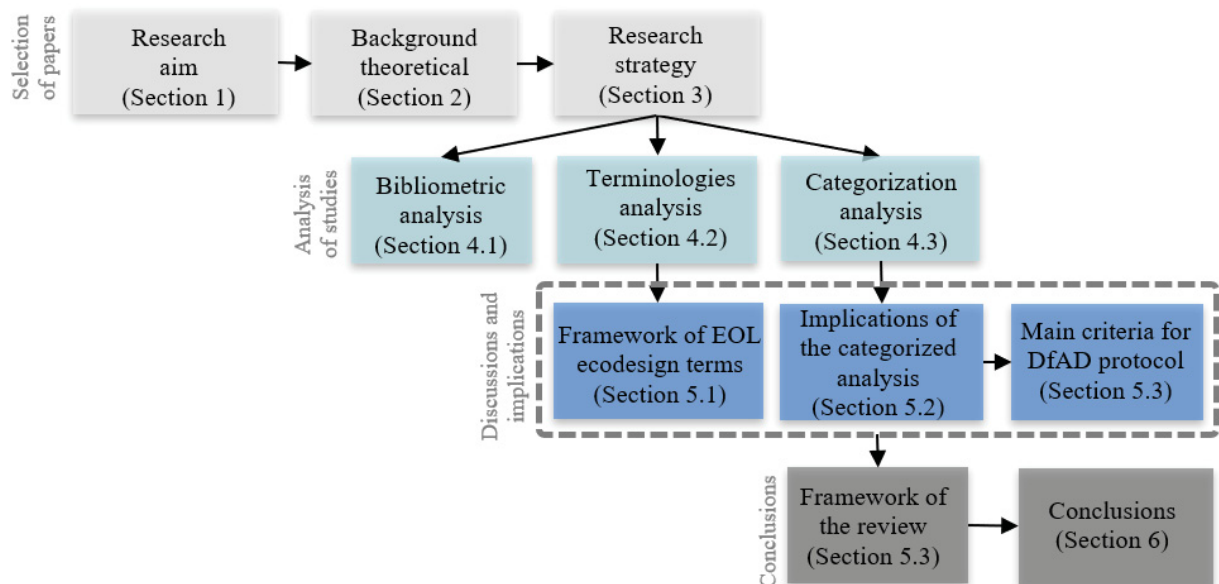 Selection
of papers
Research
aim
(Section 1)
Background
theoretical
(Section 2)
Research
strategy
(Section 3)
Analysis
of studies
Bibliometric
analysis
(Section 4.1)
Terminologies
analysis
(Section 4.2)
Categorization
analysis
(Section 4.3)
Discussions and
implications
Framework of EOL
ecodesign terms
(Section 5.1)
Implications of
the categorized
analysis
(Section 5.2)
Main criteria for
DfAD protocol
(Section 5.3)
Conclusions
Framework of
the review
(Section 5.3)
Conclusions
(Section 6)